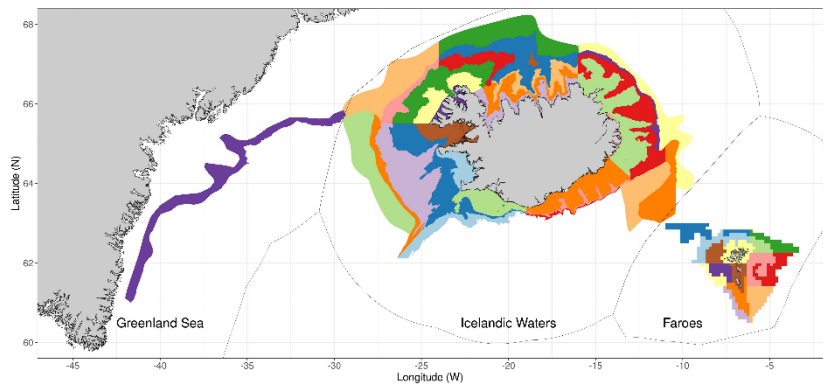 68
66
64
62
60
Latitude (N)
Greenland Sea
Icelandic Waters
Faroes
-45
-40
-35
-30
-25
-20
-15
-10
-5
Longitude (W)